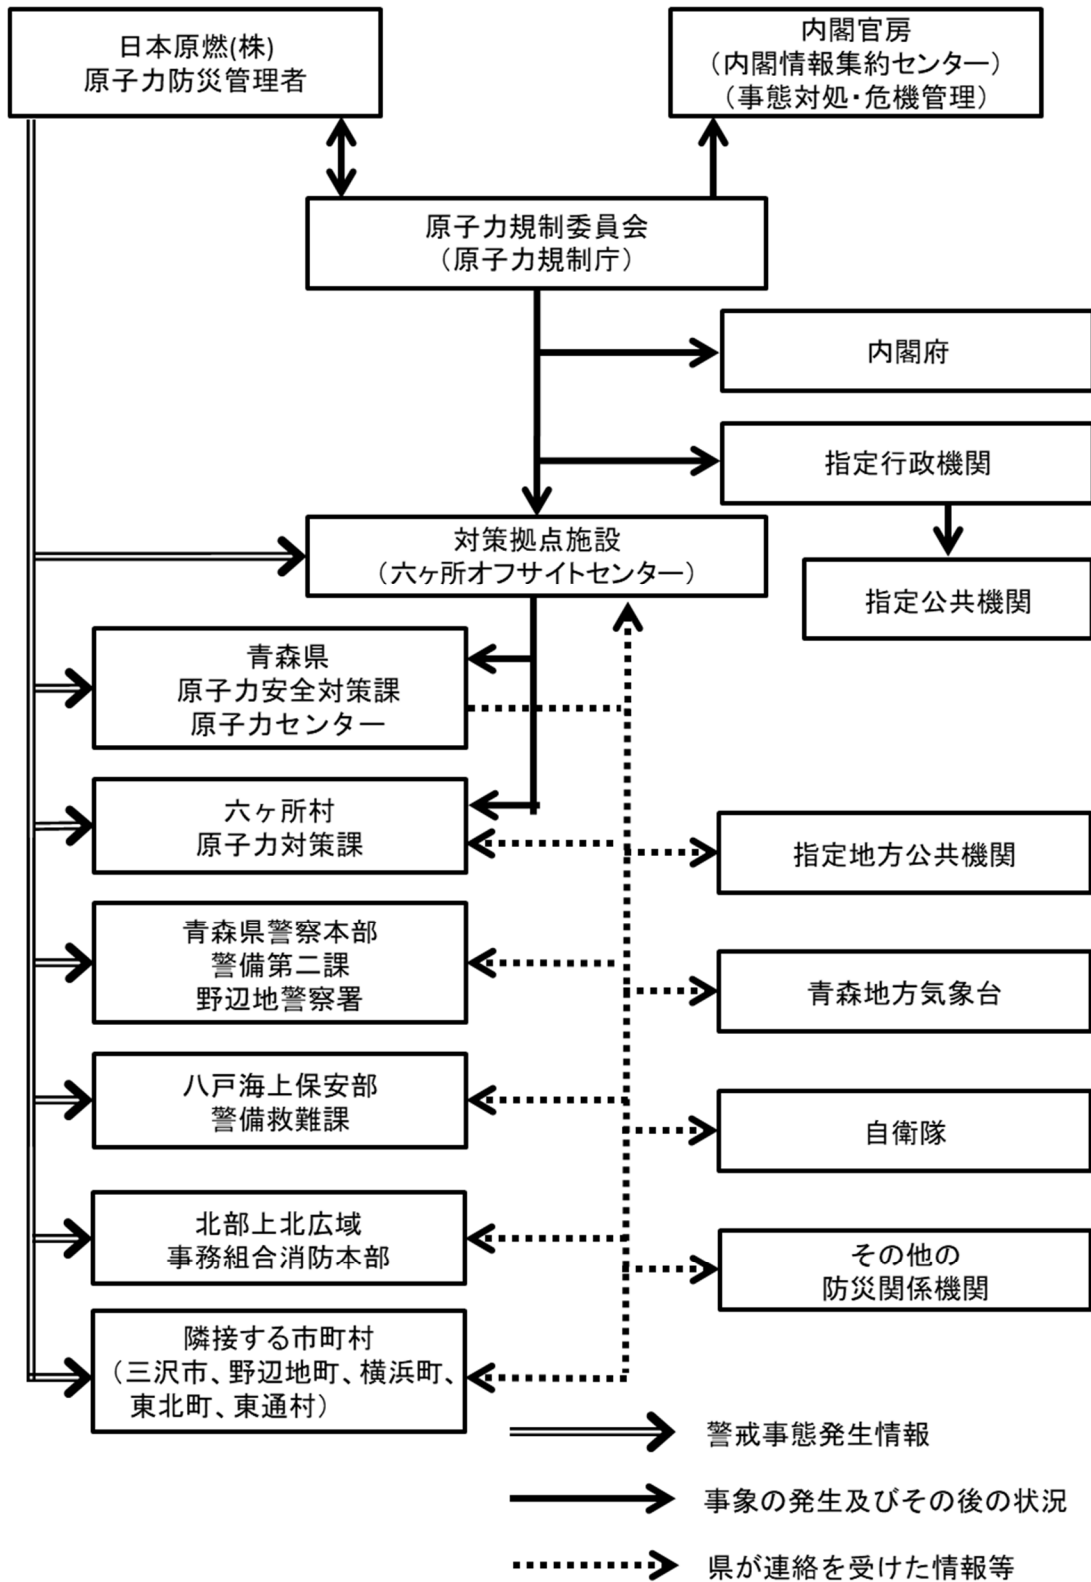 日本原燃(株)
原子力防災管理者
内閣官房
（内閣情報集約センター）
（事態対処・危機管理）
原子力規制委員会
（原子力規制庁）
内閣府
指定行政機関
対策拠点施設
（六ヶ所オフサイトセンター）
指定公共機関
青森県
原子力安全対策課
原子力センター
六ヶ所村
原子力対策課
指定地方公共機関
青森県警察本部
警備第二課
野辺地警察署
青森地方気象台
八戸海上保安部
警備救難課
自衛隊
北部上北広域
事務組合消防本部
その他の
防災関係機関
隣接する市町村
（三沢市、野辺地町、横浜町、
東北町、東通村）
警戒事態発生情報
事象の発生及びその後の状況
県が連絡を受けた情報等